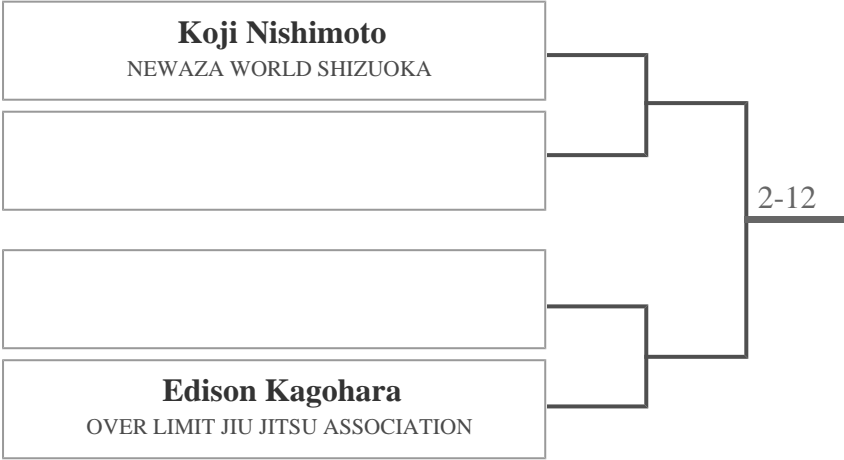 Koji Nishimoto
NEWAZA WORLD SHIZUOKA
2-12
Edison Kagohara
OVER LIMIT JIU JITSU ASSOCIATION